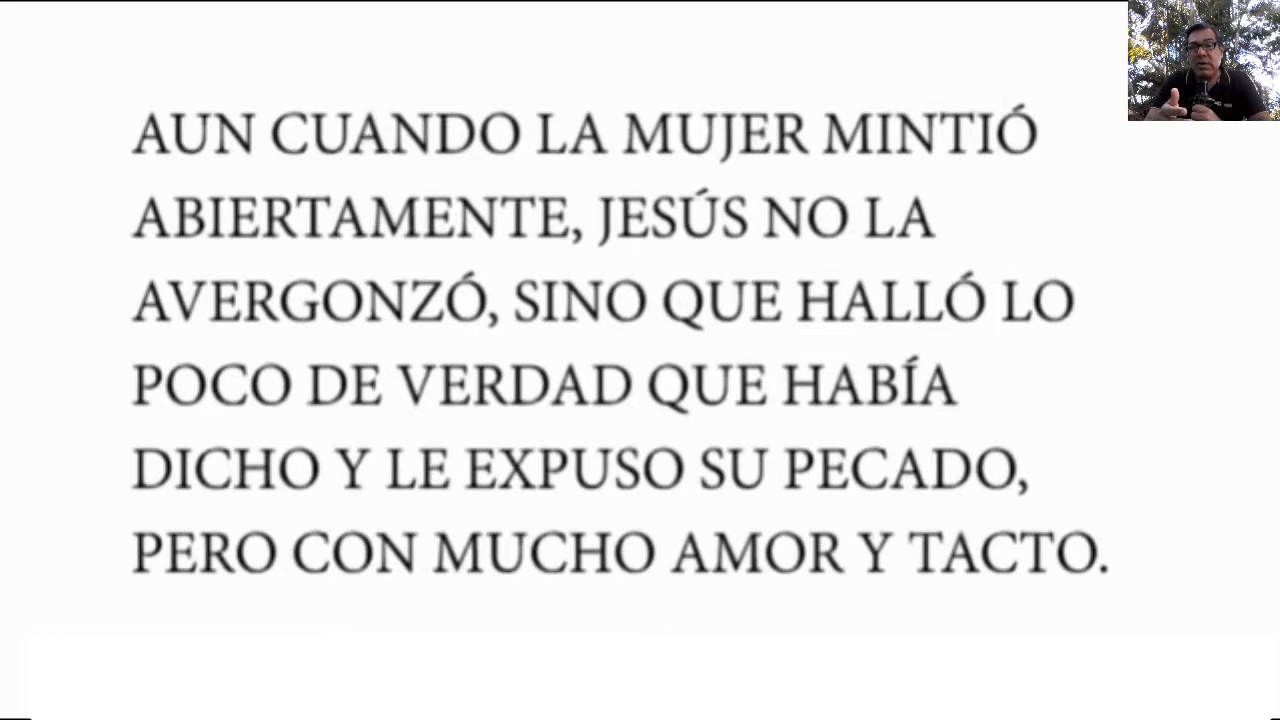 AUN CUANDO LA MUJER MINTIÓ
ABIERTAMENTE, JESÚS NO LA
AVERGONZÓ, SINO QUE HALLÓ LO
POCO DE VERDAD QUE HABÍA
DICHO Y LE EXPUSO SU PECADO,
PERO CON MUCHO AMOR Y TACTO.